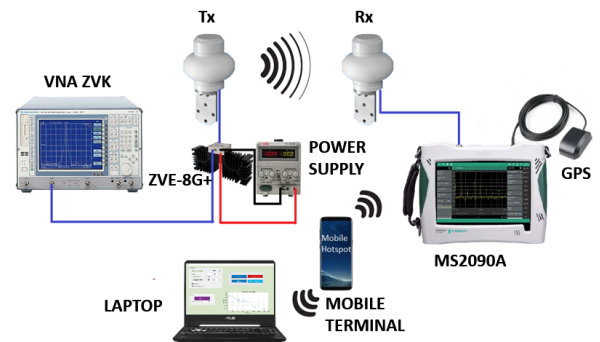 Tx
Rx
VNA ZVK
ZVE-8G+
POWER
SUPPLY
GPS
Mobile
Hotspot
MS2090A
LAPTOP
MOBILE
TERMINAL